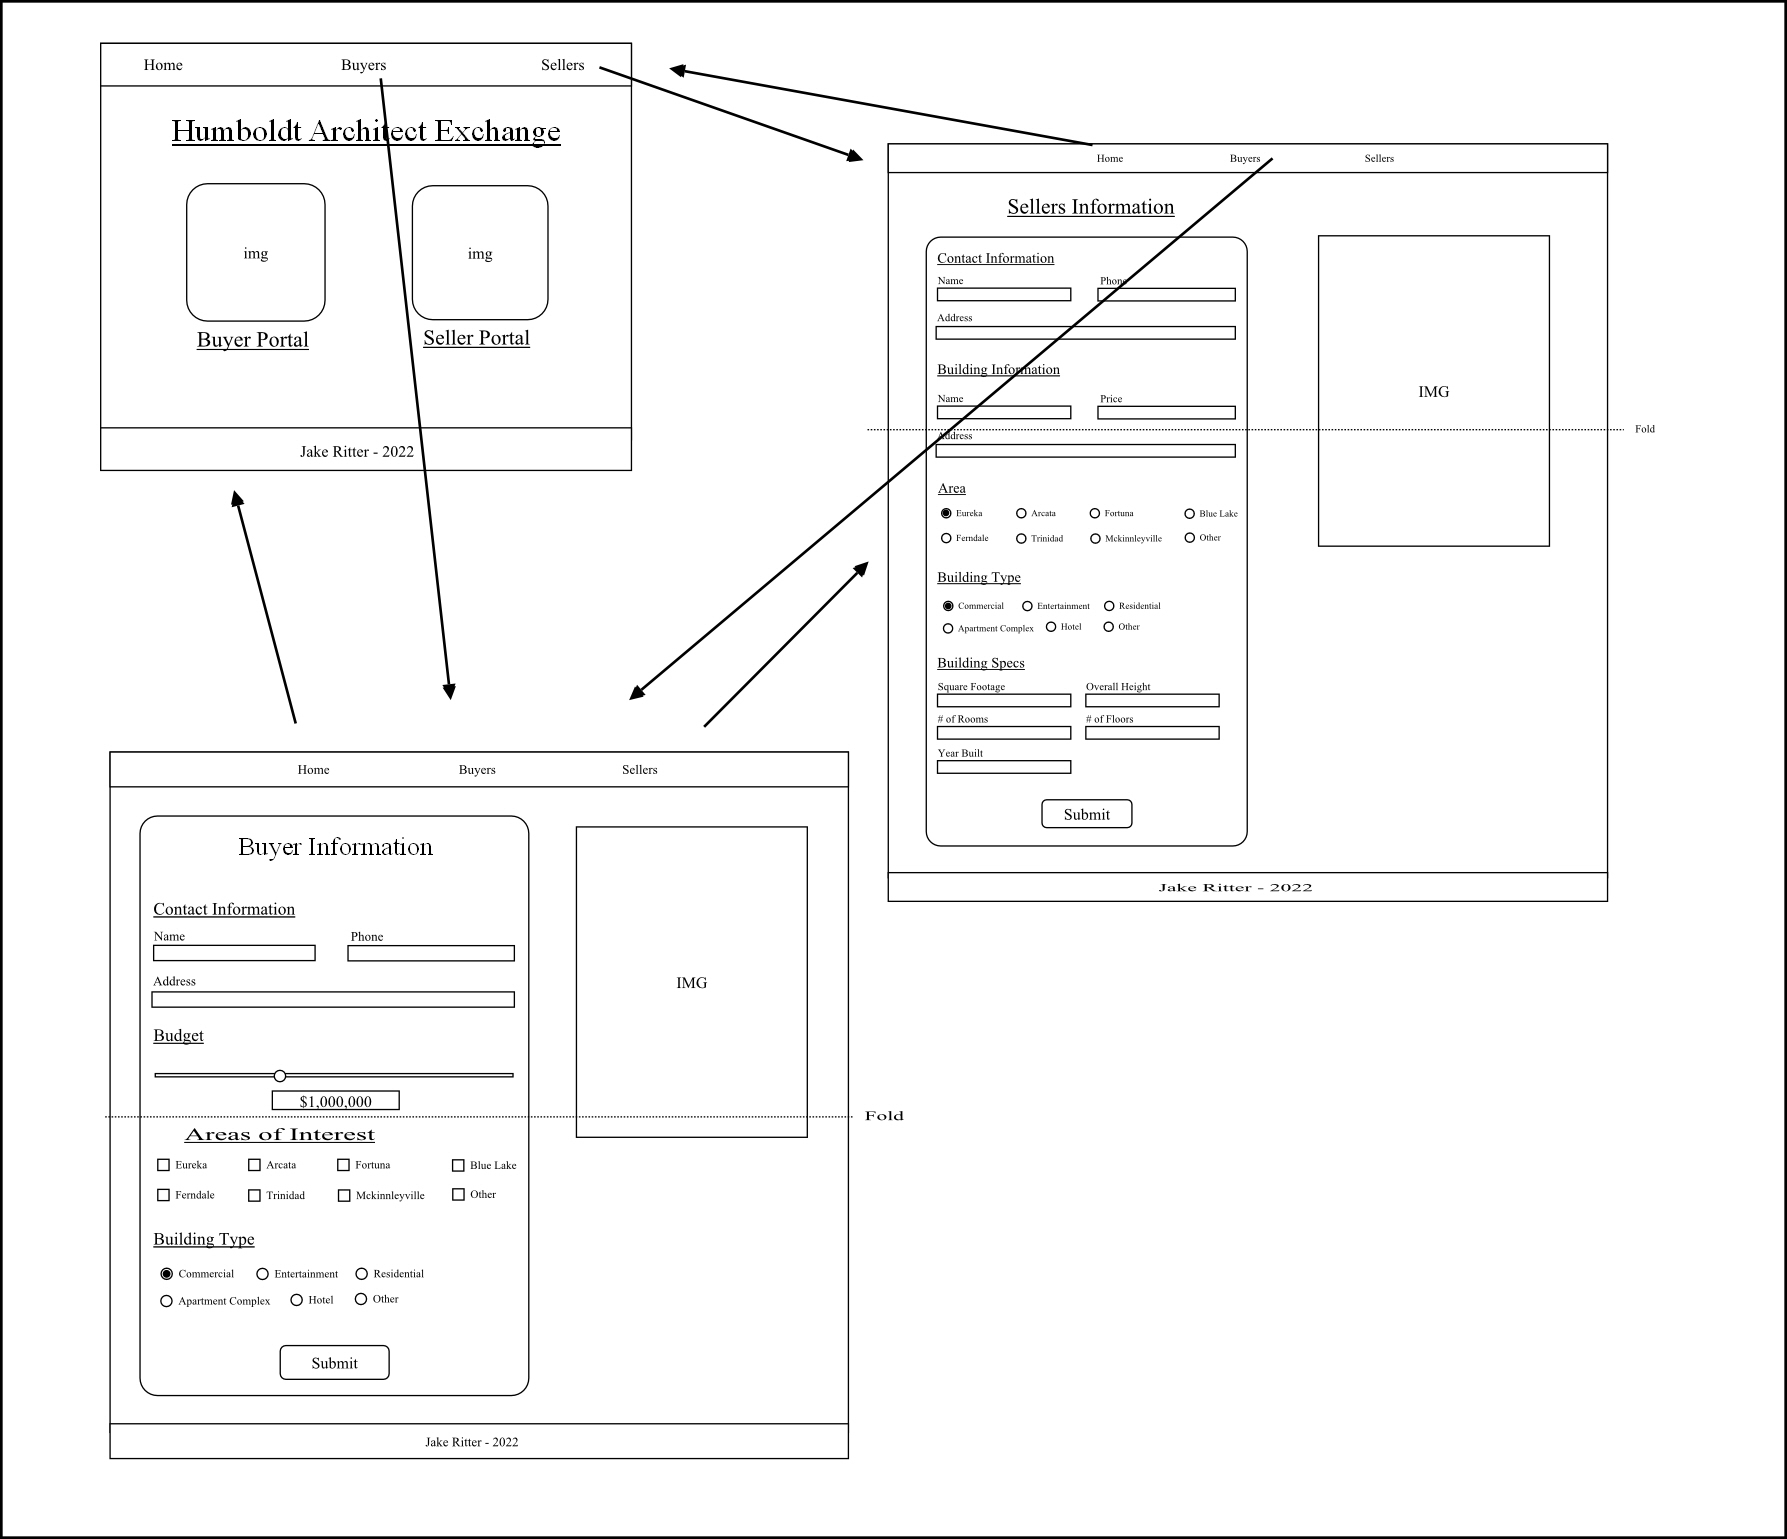 Home Buyers Sellers
Humboldt Architect Exchange
img img
Buyer Portal Seller Portal
Jake Ritter - 2022
Home Buyers Sellers
Sellers Information
Contact Information
Name Phone
Address
Building Information
Name Price
Address
Area
Eureka Arcata Fortuna Blue Lake
Ferndale Trinidad Mckinnleyville Other
Building Type
Commercial Entertainment Residential
Apartment Complex Hotel Other
Building Specs
Square Footage Overall Height
# of Rooms # of Floors
Year Built
Submit
IMG
Fold
Jake Ritter - 2022
Home Buyers Sellers
Buyer Information
Contact Information
Name Phone
Address
Budget
$1,000,000
Areas of Interest
Eureka Arcata Fortuna Blue Lake
Ferndale Trinidad Mckinnleyville Other
Building Type
Commercial Entertainment Residential
Apartment Complex Hotel Other
Submit
IMG
Fold
Jake Ritter - 2022